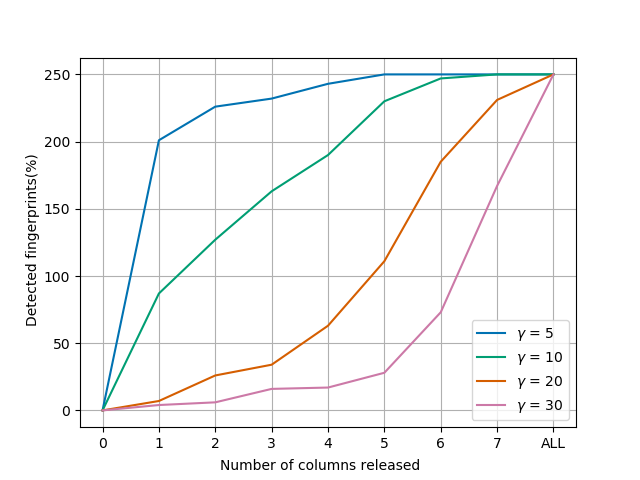 250
200
150
100
50
0
Detected fingerprints(%)
0 1 2 3 4 5 6 7 ALL
Number of columns released
γ = 5
γ = 10
γ = 20
γ = 30